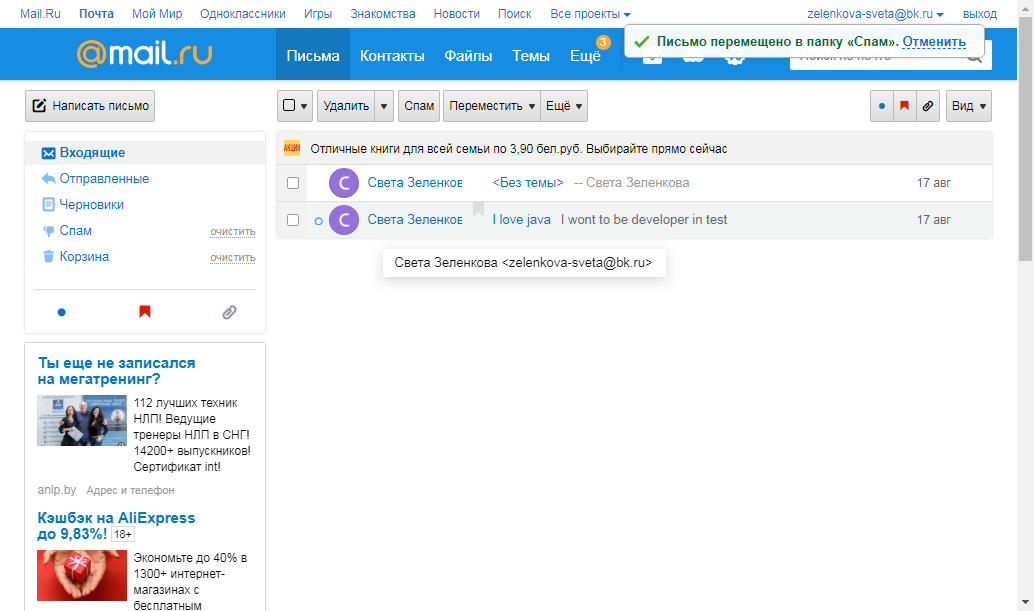 Mail.Ru Почта Мой Мир Одноклассники Игры Знакомства Новости Поиск Все проекты zelenkova-sveta@bk.ru выход
@mail.ru Письма Контакты Файлы Темы Ещё 3
Письмо перемещено в папку «Спам». Отменить
Написать письмо Удалить Спам Переместить Ещё Вид
Входящие
Отправленные
Черновики
Спам очистить
Корзина очистить
АКЦИЯ Отличные книги для всей семьи по 3,90 бел.руб. Выбирайте прямо сейчас
С Света Зеленков <Без темы> -- Света Зеленкова 17 авг
С Света Зеленков I love java I wont to be developer in test 17 авг
Света Зеленкова <zelenkova-sveta@bk.ru>
Ты еще не записался
на мегатренинг?
112 лучших техник
НЛП! Ведущие
тренеры НЛП в СНГ!
14200+ выпускников!
Сертификат int!
anlp.by Адрес и телефон
Кэшбэк на AliExpress
до 9,83%! 18+
Экономьте до 40% в
1300+ интернет-
магазинах с
бесплатным